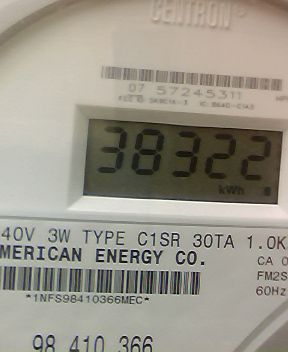 CENTRON®
07 57245311
38322
kWh
40V 3W TYPE C1SR 30TA 1.0K
MERICAN ENERGY CO.
CA 0
FM2S
60Hz
*1NFS98410366MEC*
98 410 366